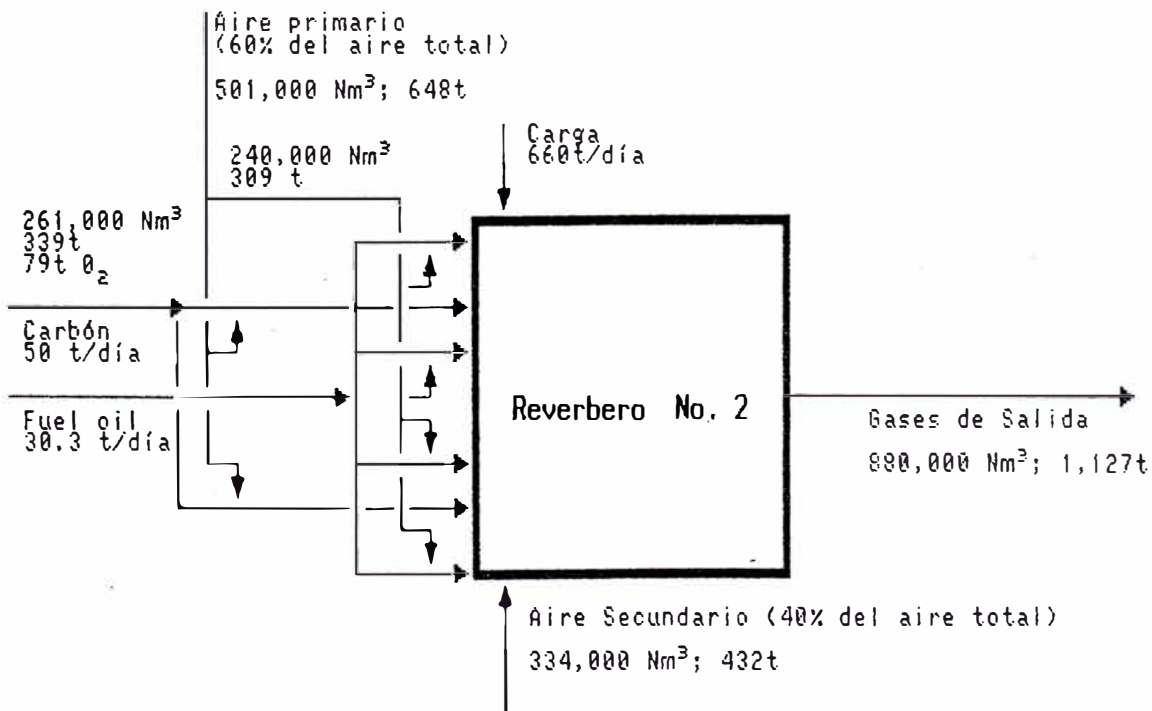 Aire primario
(60% del aire total)
501,000 Nm³; 648t
240,000 Nm³
309 t
Carga
660t/día
261,000 Nm³
339t
79t O₂
Carbón
50 t/día
Fuel oil
30.3 t/día
Reverbero No. 2
Gases de Salida
880,000 Nm³; 1,127t
Aire Secundario (40% del aire total)
334,000 Nm³; 432t